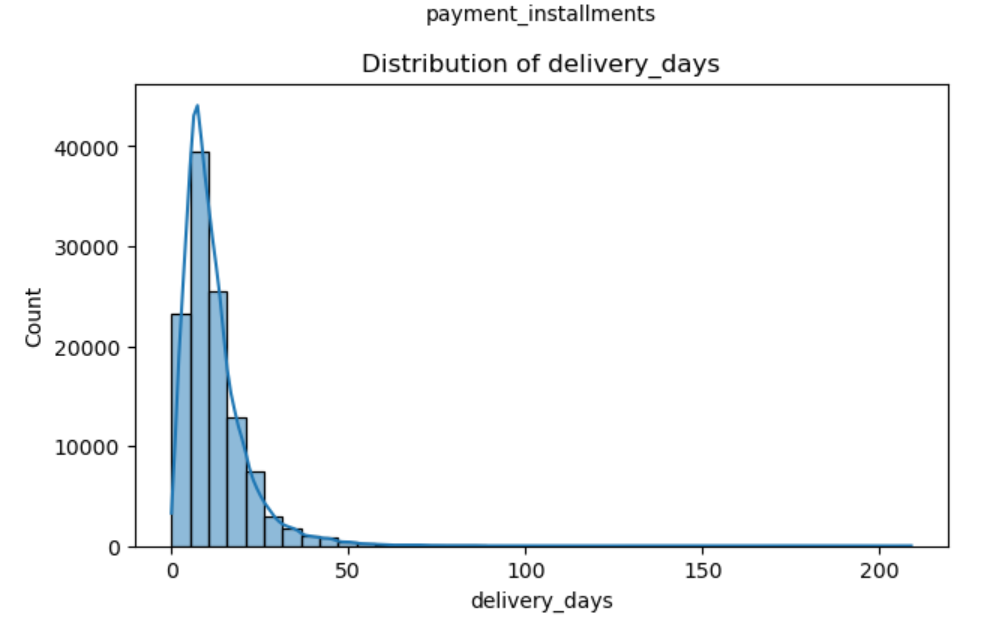 payment_installments
Distribution of delivery_days
40000
30000
20000
10000
0
Count
0 50 100 150 200
delivery_days